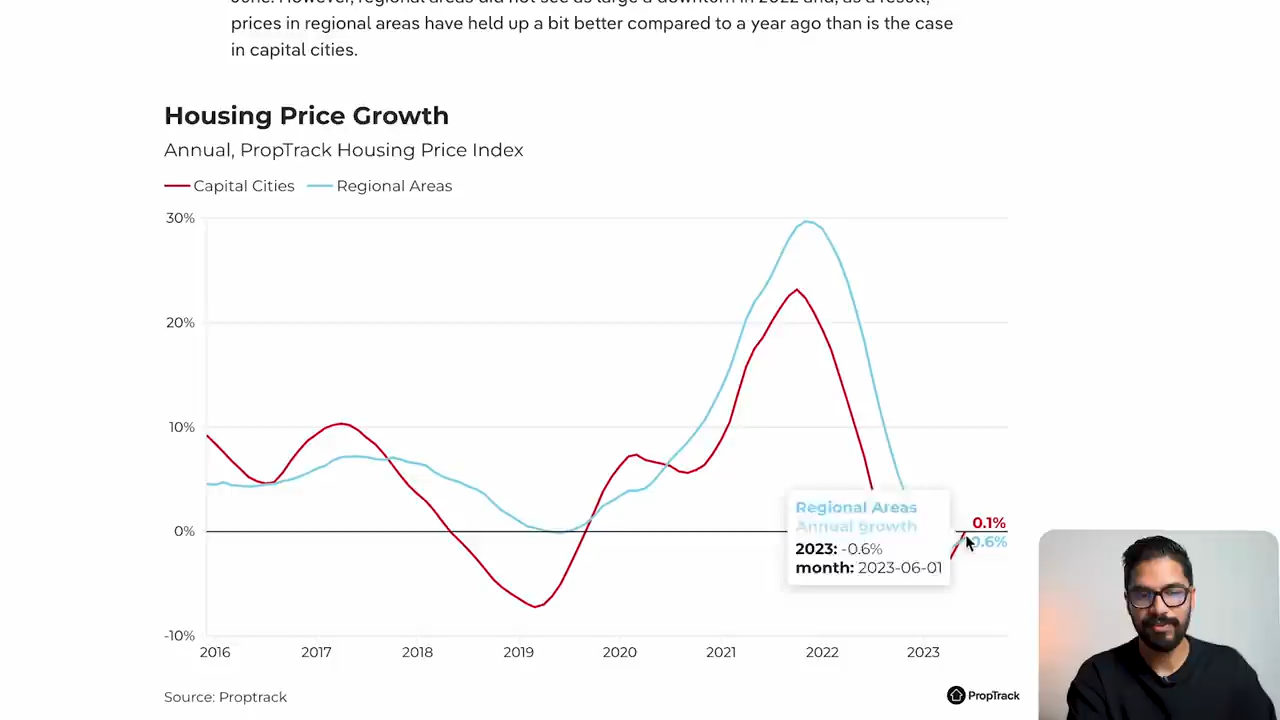 June. However, regional areas did not see as large a downturn in 2022 and, as a result,
prices in regional areas have held up a bit better compared to a year ago than is the case
in capital cities.
Housing Price Growth
Annual, PropTrack Housing Price Index
Capital Cities Regional Areas
30%
20%
10%
0%
-10%
Regional Areas
Annual growth
2023: -0.6%
month: 2023-06-01
0.1%
0.6%
2016 2017 2018 2019 2020 2021 2022 2023
Source: Proptrack
PropTrack